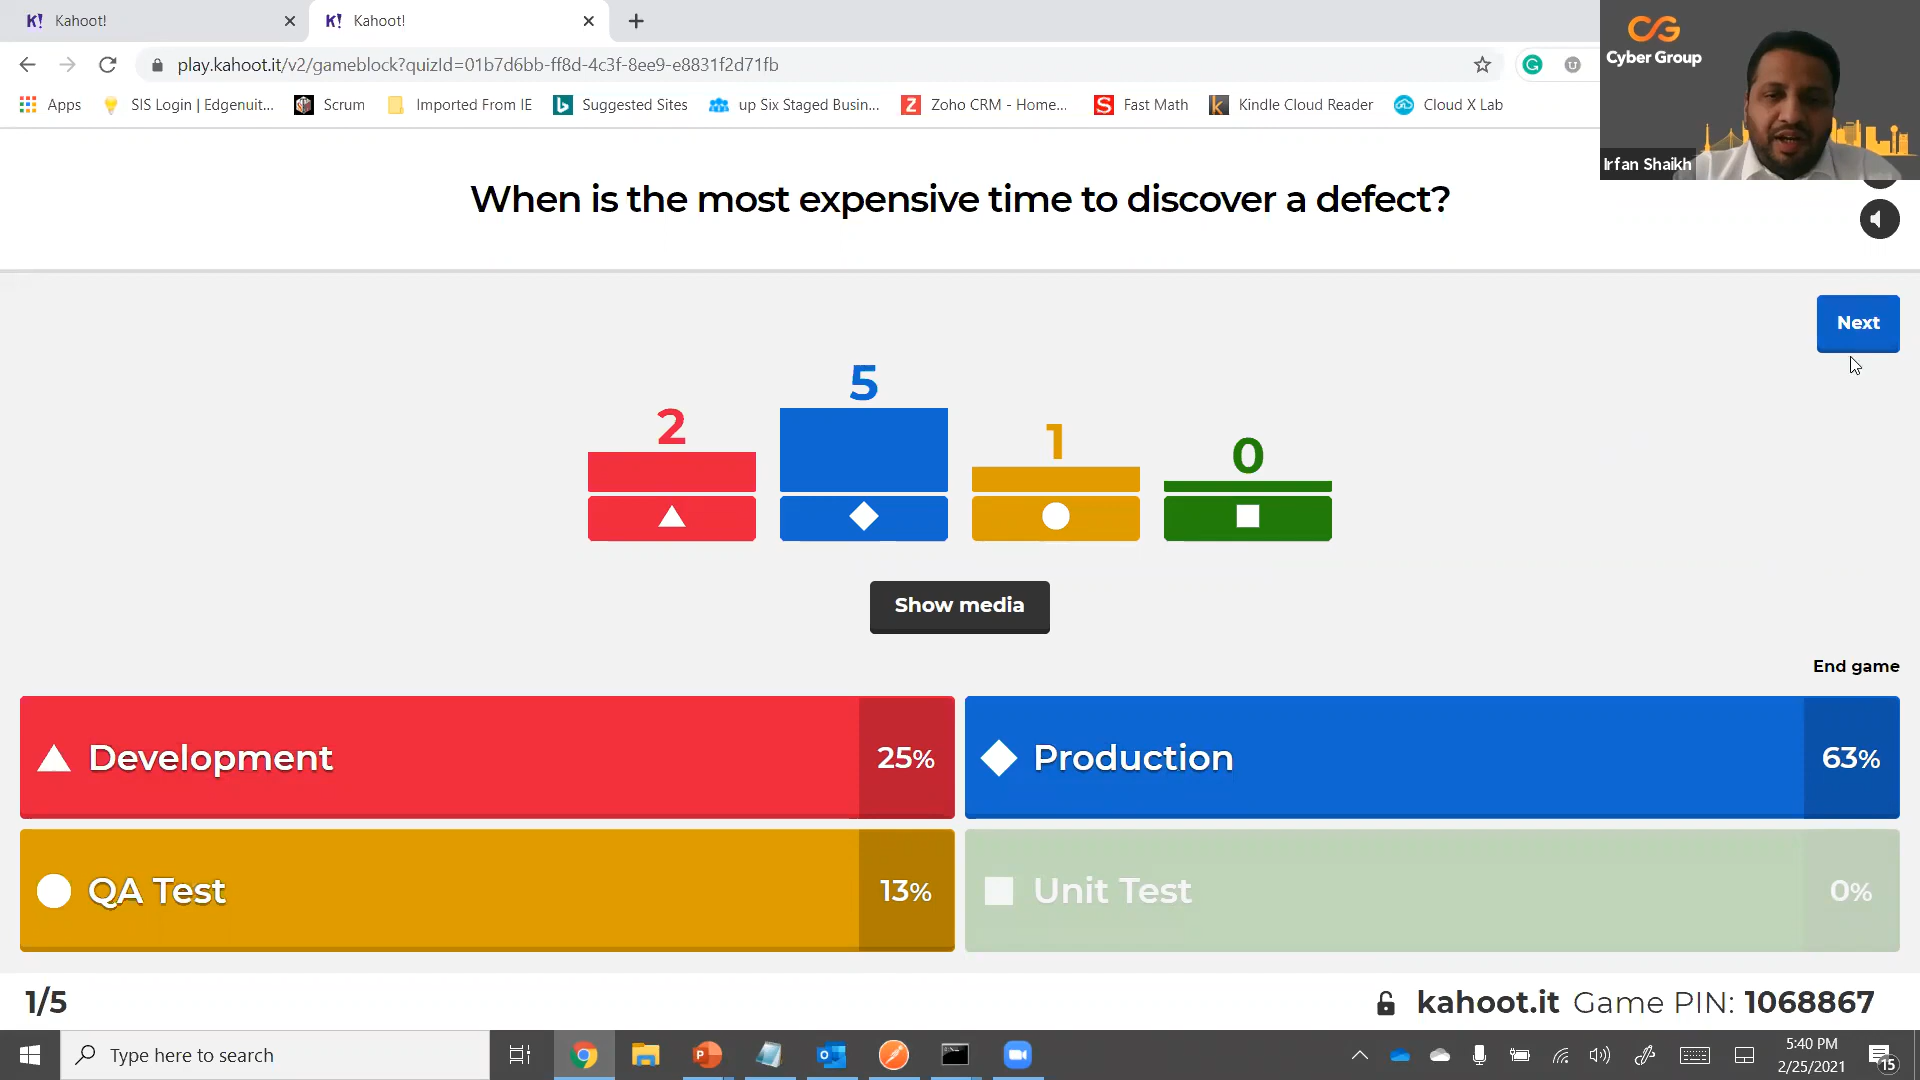 Kahoot!
Kahoot!
play.kahoot.it/v2/gameblock?quizId=01b7d6bb-ff8d-4c3f-8ee9-e8831f2d71fb
Apps
SIS Login | Edgenuit...
Scrum
Imported From IE
Suggested Sites
up Six Staged Busin...
Zoho CRM - Home...
Fast Math
Kindle Cloud Reader
Cloud X Lab
Cyber Group
Irfan Shaikh
When is the most expensive time to discover a defect?
Next
2
5
1
0
Show media
End game
Development
25%
Production
63%
QA Test
13%
Unit Test
0%
1/5
kahoot.it Game PIN: 1068867
Type here to search
5:40 PM
2/25/2021
15